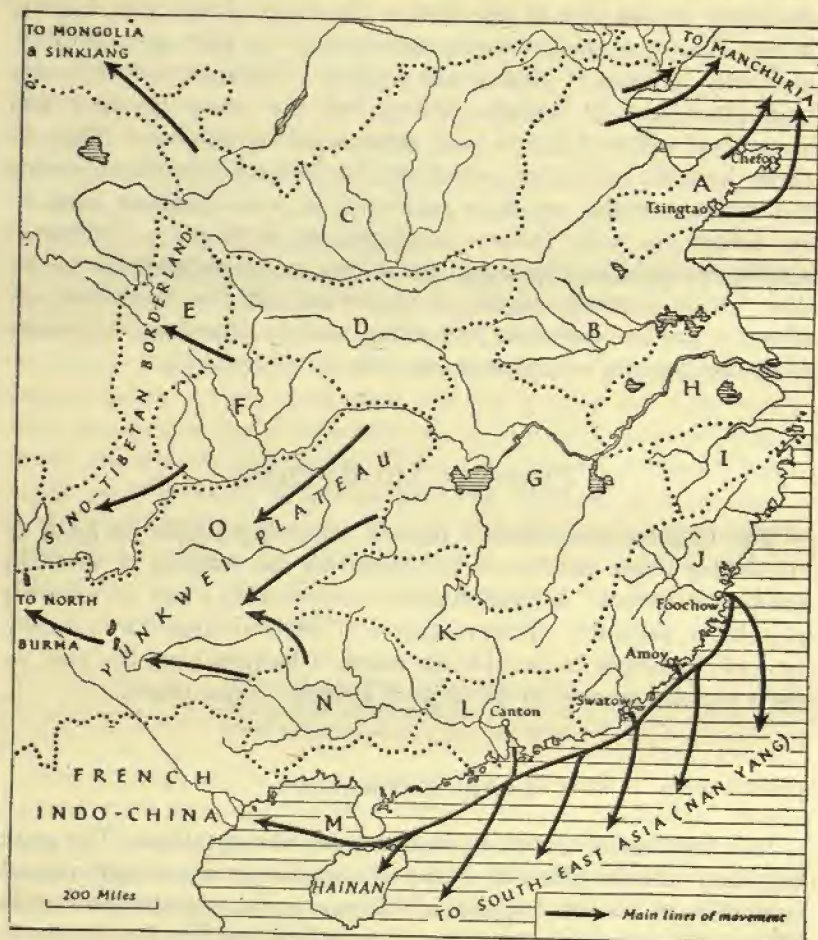 TO MONGOLIA
& SINKIANG
TO MANCHURIA
Chefoo
A
Tsingtao
C
SINO-TIBETAN BORDERLAND
E
D
B
H
F
G
I
O
YUNKWEI PLATEAU
J
TO NORTH
BURMA
Foochow
K
Amoy
N
L
Canton
Swatow
FRENCH
INDO-CHINA
M
HAINAN
TO SOUTH-EAST ASIA (NAN YANG)
200 Miles
Main lines of movement